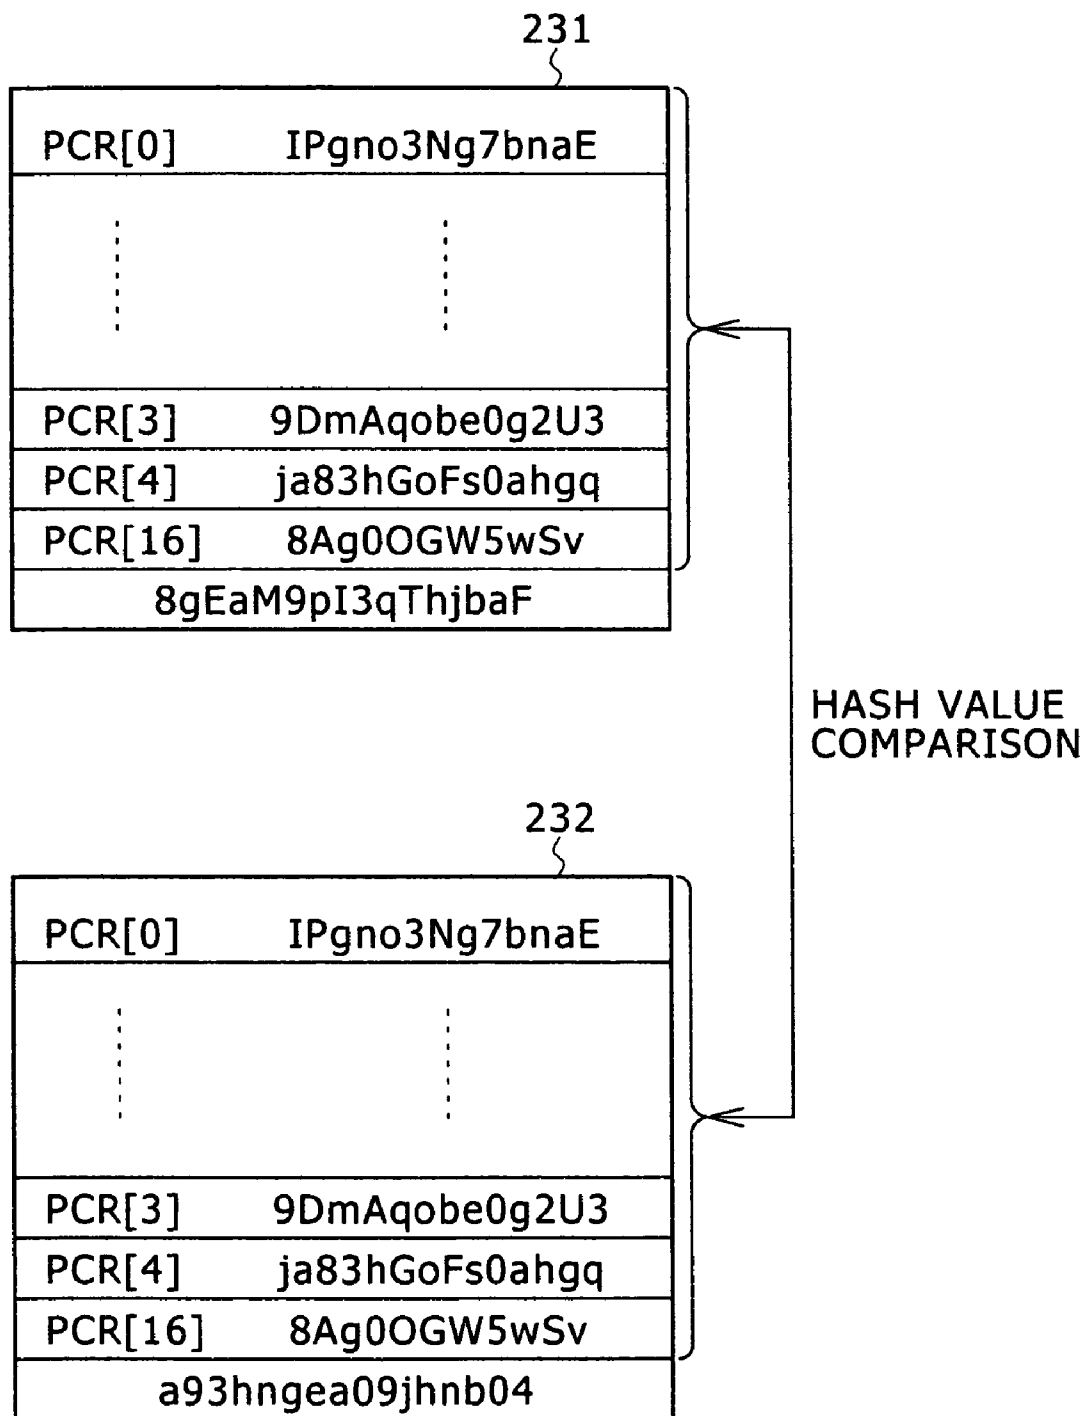 231
PCR[0] IPgno3Ng7bnaE
PCR[3] 9DmAqobe0g2U3
PCR[4] ja83hGoFs0ahgq
PCR[16] 8Ag0OGW5wSv
8gEaM9pI3qThjbaF
HASH VALUE
COMPARISON
232
PCR[0] IPgno3Ng7bnaE
PCR[3] 9DmAqobe0g2U3
PCR[4] ja83hGoFs0ahgq
PCR[16] 8Ag0OGW5wSv
a93hngea09jhnb04